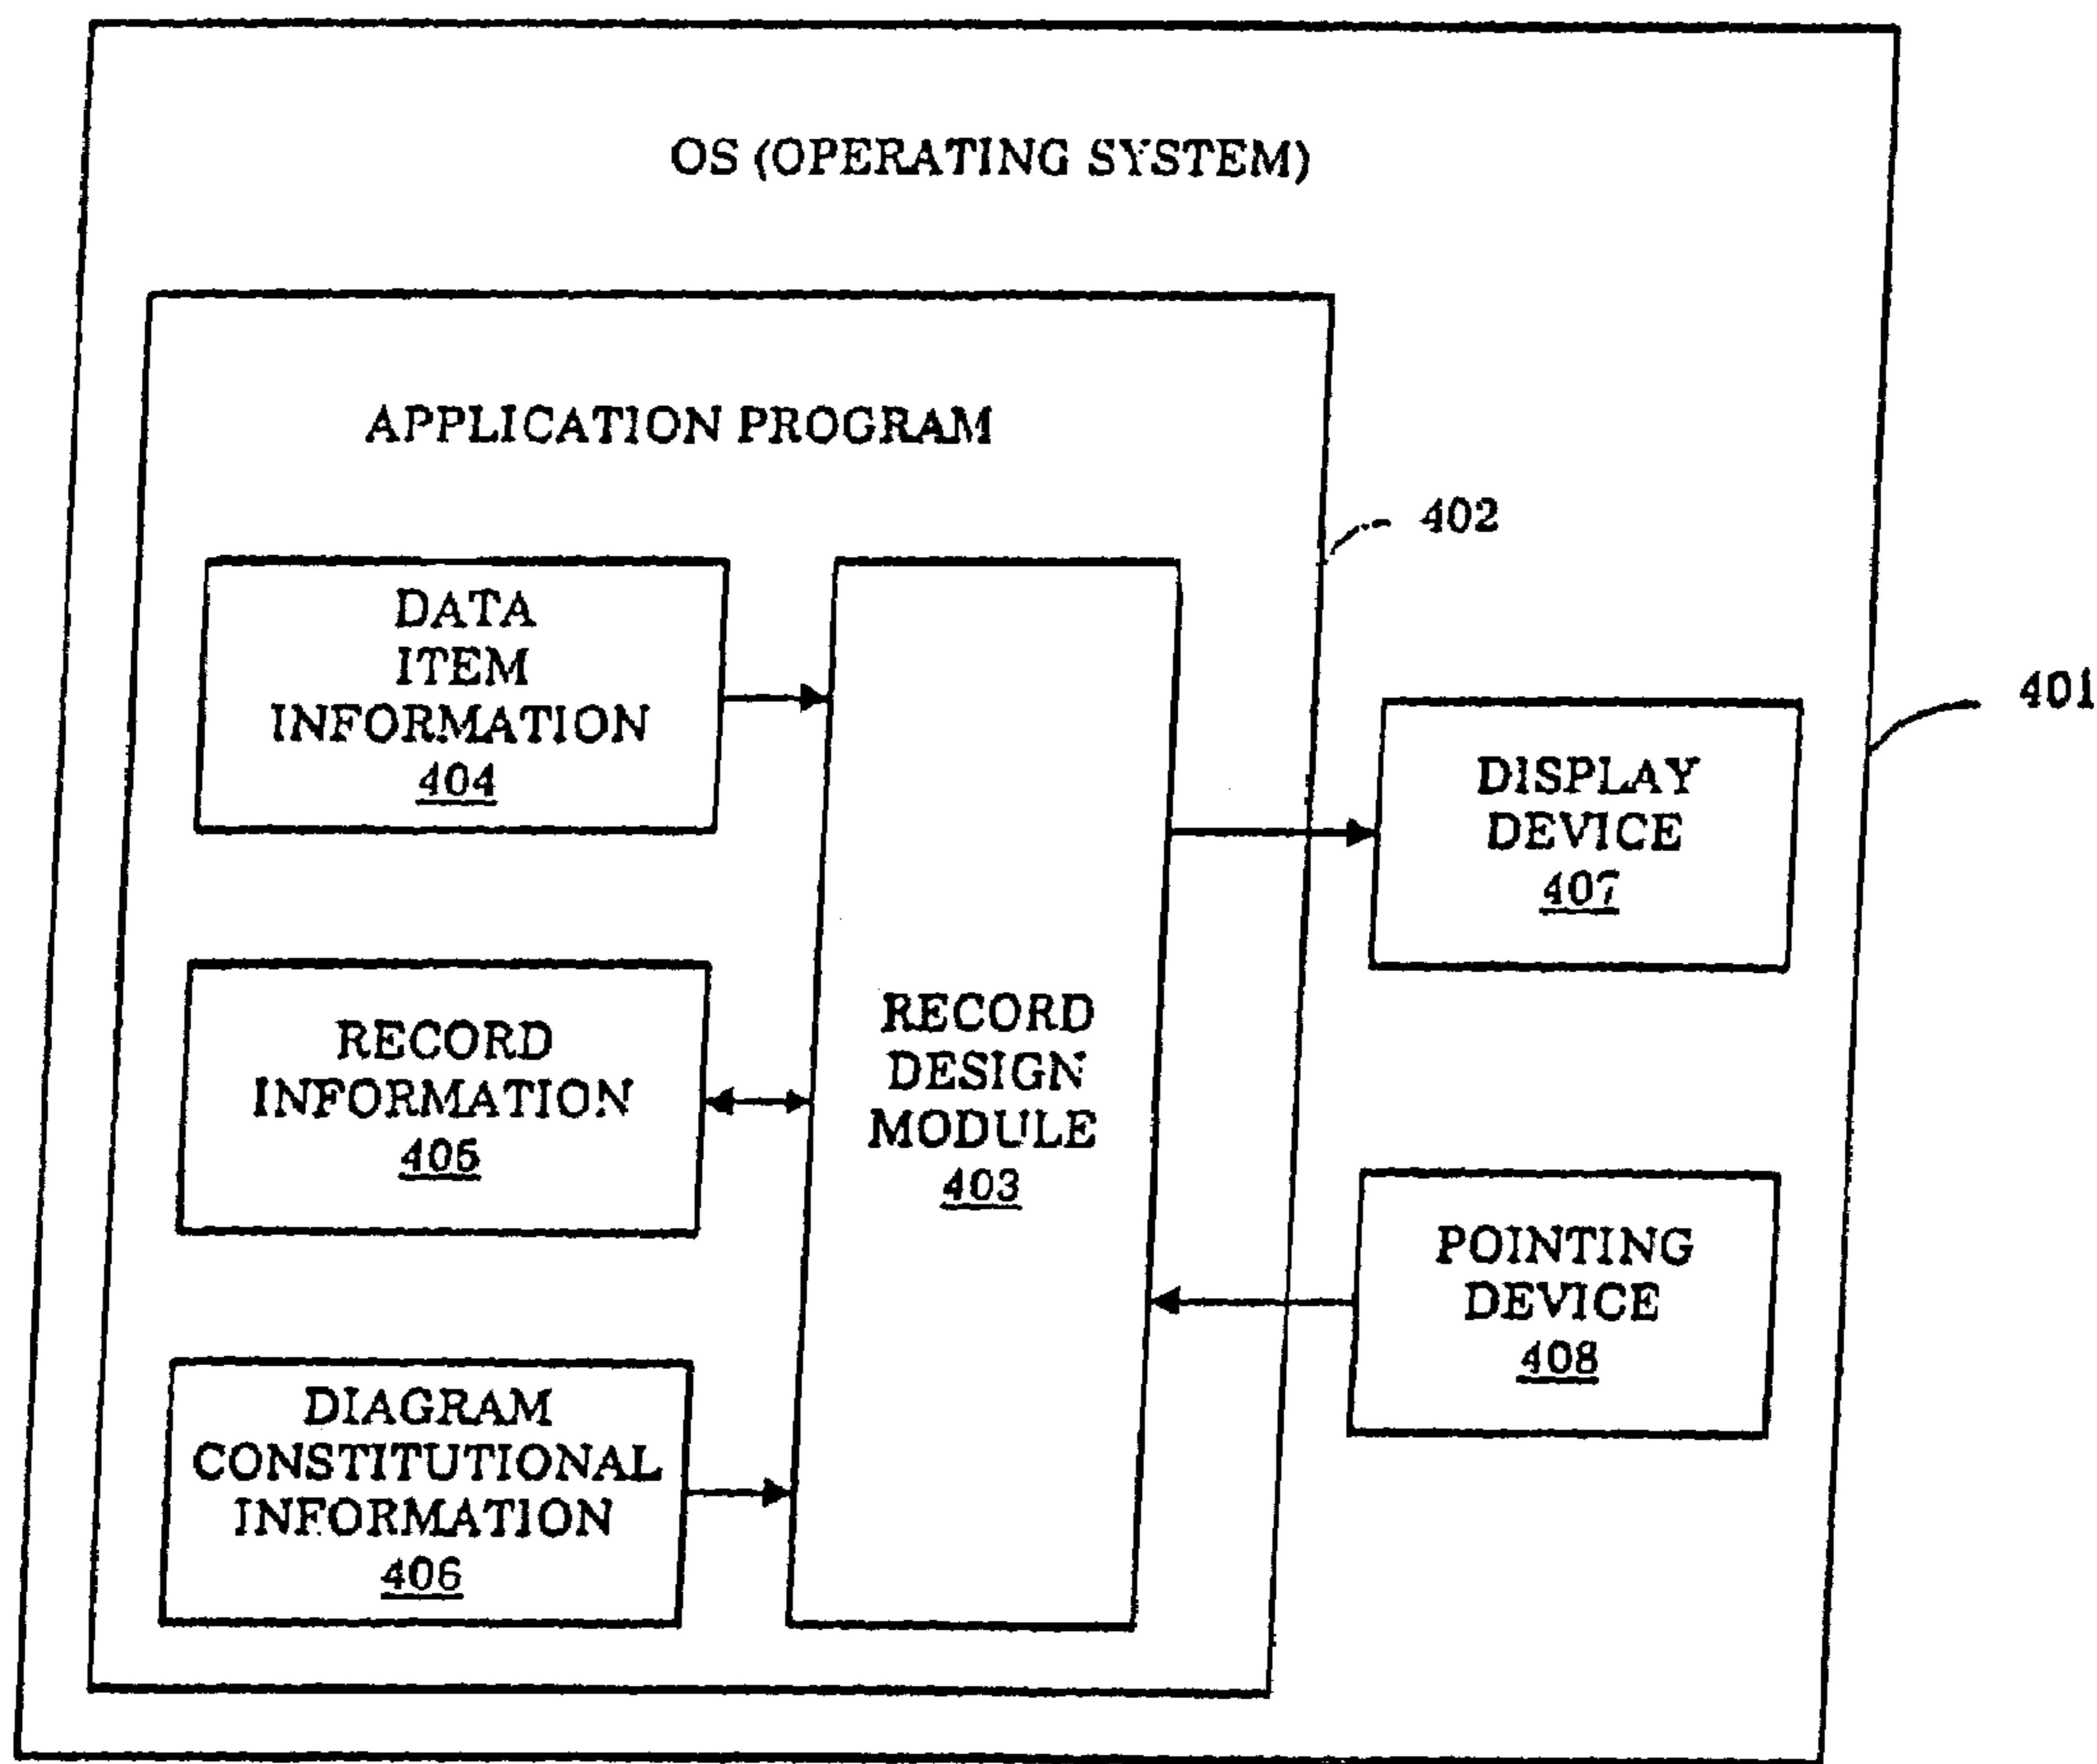 OS (OPERATING SYSTEM)
APPLICATION PROGRAM
402
DATA
ITEM
INFORMATION
404
401
DISPLAY
DEVICE
407
RECORD
INFORMATION
405
RECORD
DESIGN
MODULE
403
POINTING
DEVICE
408
DIAGRAM
CONSTITUTIONAL
INFORMATION
406